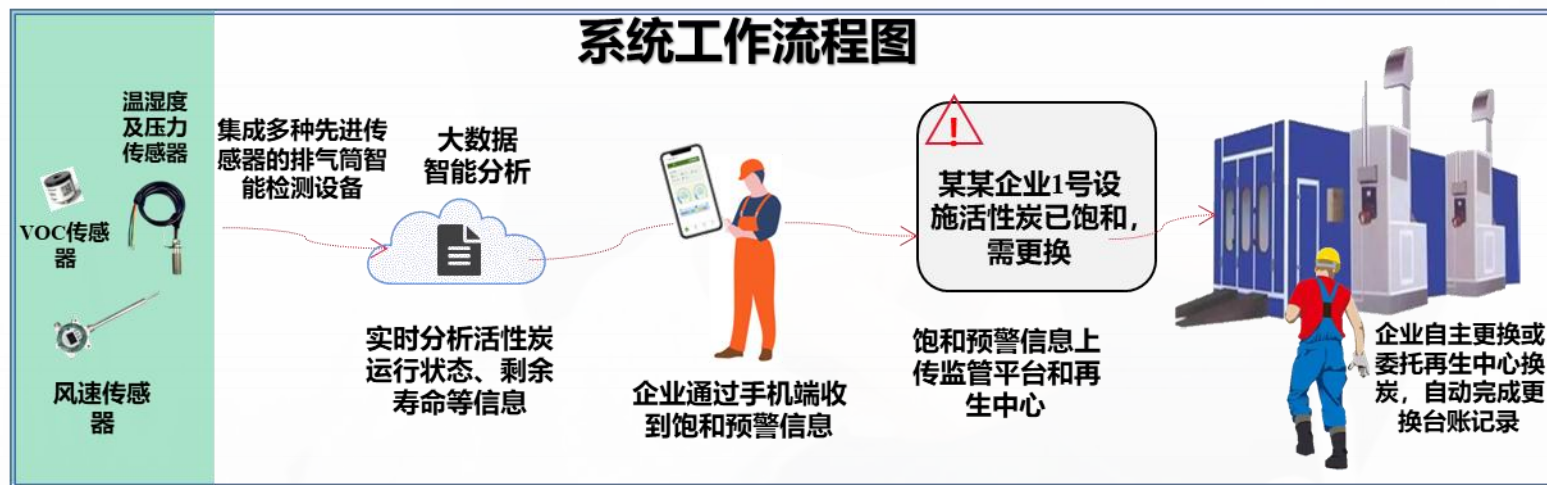 系统工作流程图
温湿度
及压力
传感器
VOC传感
器
风速传感
器
集成多种先进传
感器的排气筒智
能检测设备
大数据
智能分析
实时分析活性炭
运行状态、剩余
寿命等信息
企业通过手机端收
到饱和预警信息
!
某某企业1号设
施活性炭已饱和，
需更换
饱和预警信息上
传监管平台和再
生中心
企业自主更换或
委托再生中心换
炭，自动完成更
换台账记录